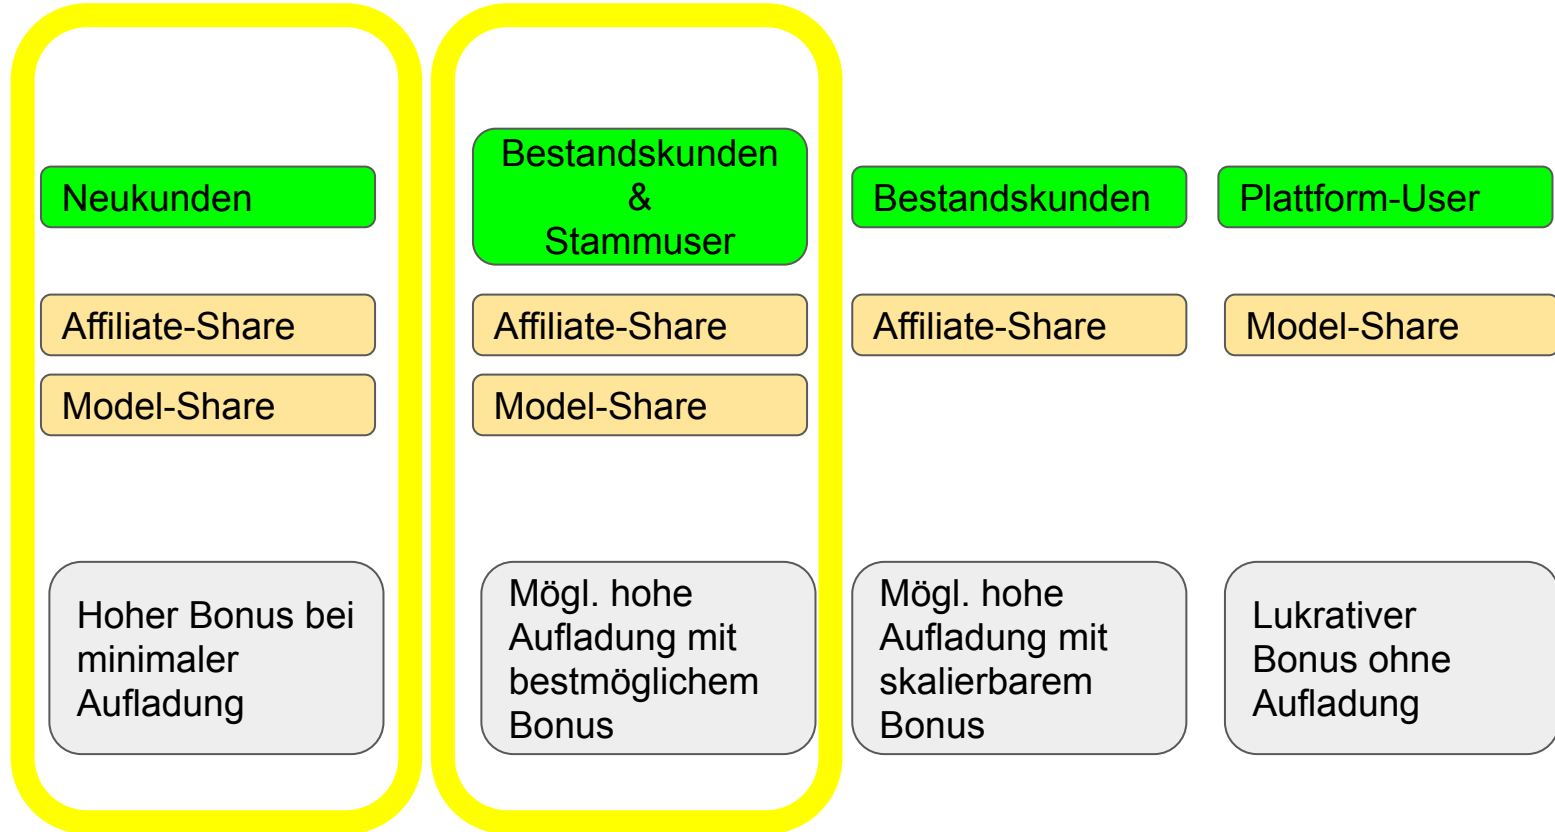 Neukunden
Bestandskunden
&
Stammuser
Bestandskunden
Plattform-User
Affiliate-Share
Affiliate-Share
Affiliate-Share
Model-Share
Model-Share
Model-Share
Hoher Bonus bei
minimaler
Aufladung
Mögl. hohe
Aufladung mit
bestmöglichem
Bonus
Mögl. hohe
Aufladung mit
skalierbarem
Bonus
Lukrativer
Bonus ohne
Aufladung